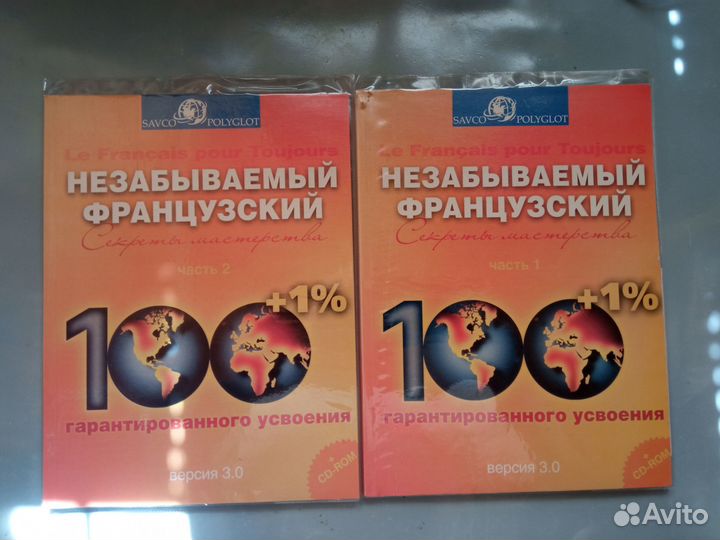 SAVCO POLYGLOT
Le Français pour Toujours
НЕЗАБЫВАЕМЫЙ
ФРАНЦУЗСКИЙ
Секреты мастерства
часть 2
100 +1%
гарантированного усвоения
версия 3.0
+
CD-ROM
SAVCO POLYGLOT
Le Français pour Toujours
НЕЗАБЫВАЕМЫЙ
ФРАНЦУЗСКИЙ
Секреты мастерства
часть 1
100 +1%
гарантированного усвоения
версия 3.0
+
CD-ROM
Avito